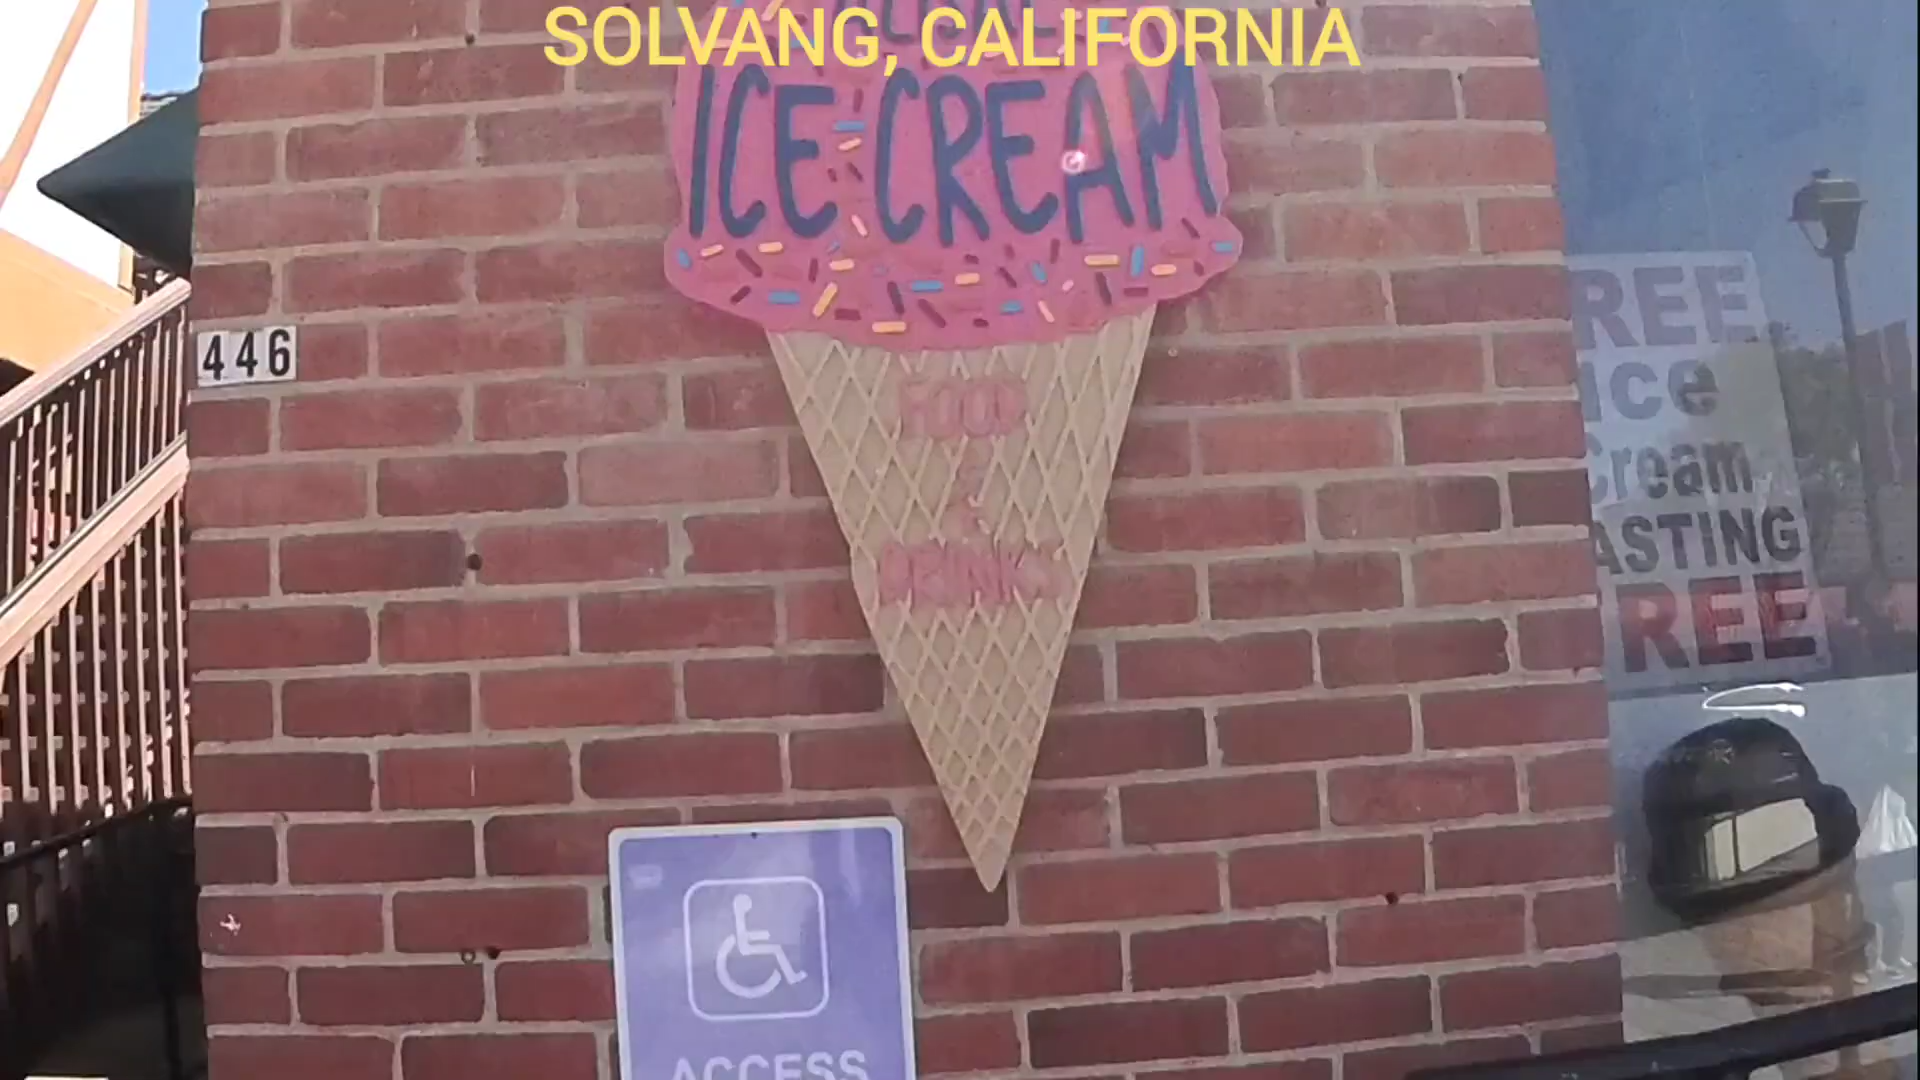 SOLVANG, CALIFORNIA
ICE CREAM
446
FOOD
&
DRINKS
REE
ice
Cream
ASTING
REE
ACCESS